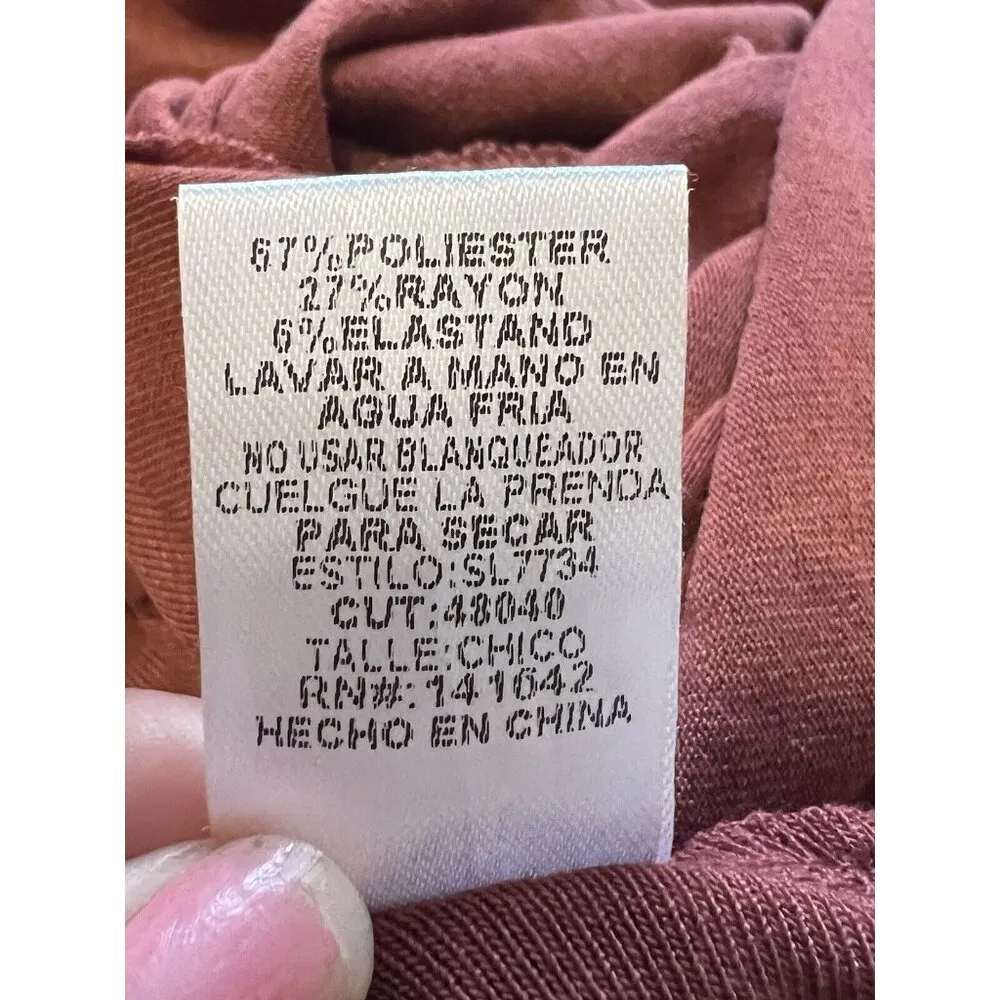 67%POLIESTER
27%RAYON
6%ELASTANO
LAVAR A MANO EN
AGUA FRIA
NO USAR BLANQUEADOR
CUELGUE LA PRENDA
PARA SECAR
ESTILO:SL7734
CUT:48040
TALLE:CHICO
RN#:141042
HECHO EN CHINA